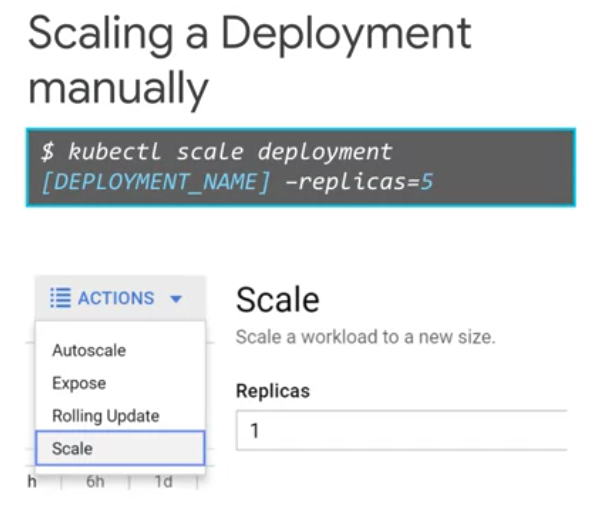 Scaling a Deployment
manually
$ kubectl scale deployment
[DEPLOYMENT_NAME] –replicas=5
ACTIONS
Autoscale
Expose
Rolling Update
Scale
h
6h
1d
Scale
Scale a workload to a new size.
Replicas
1